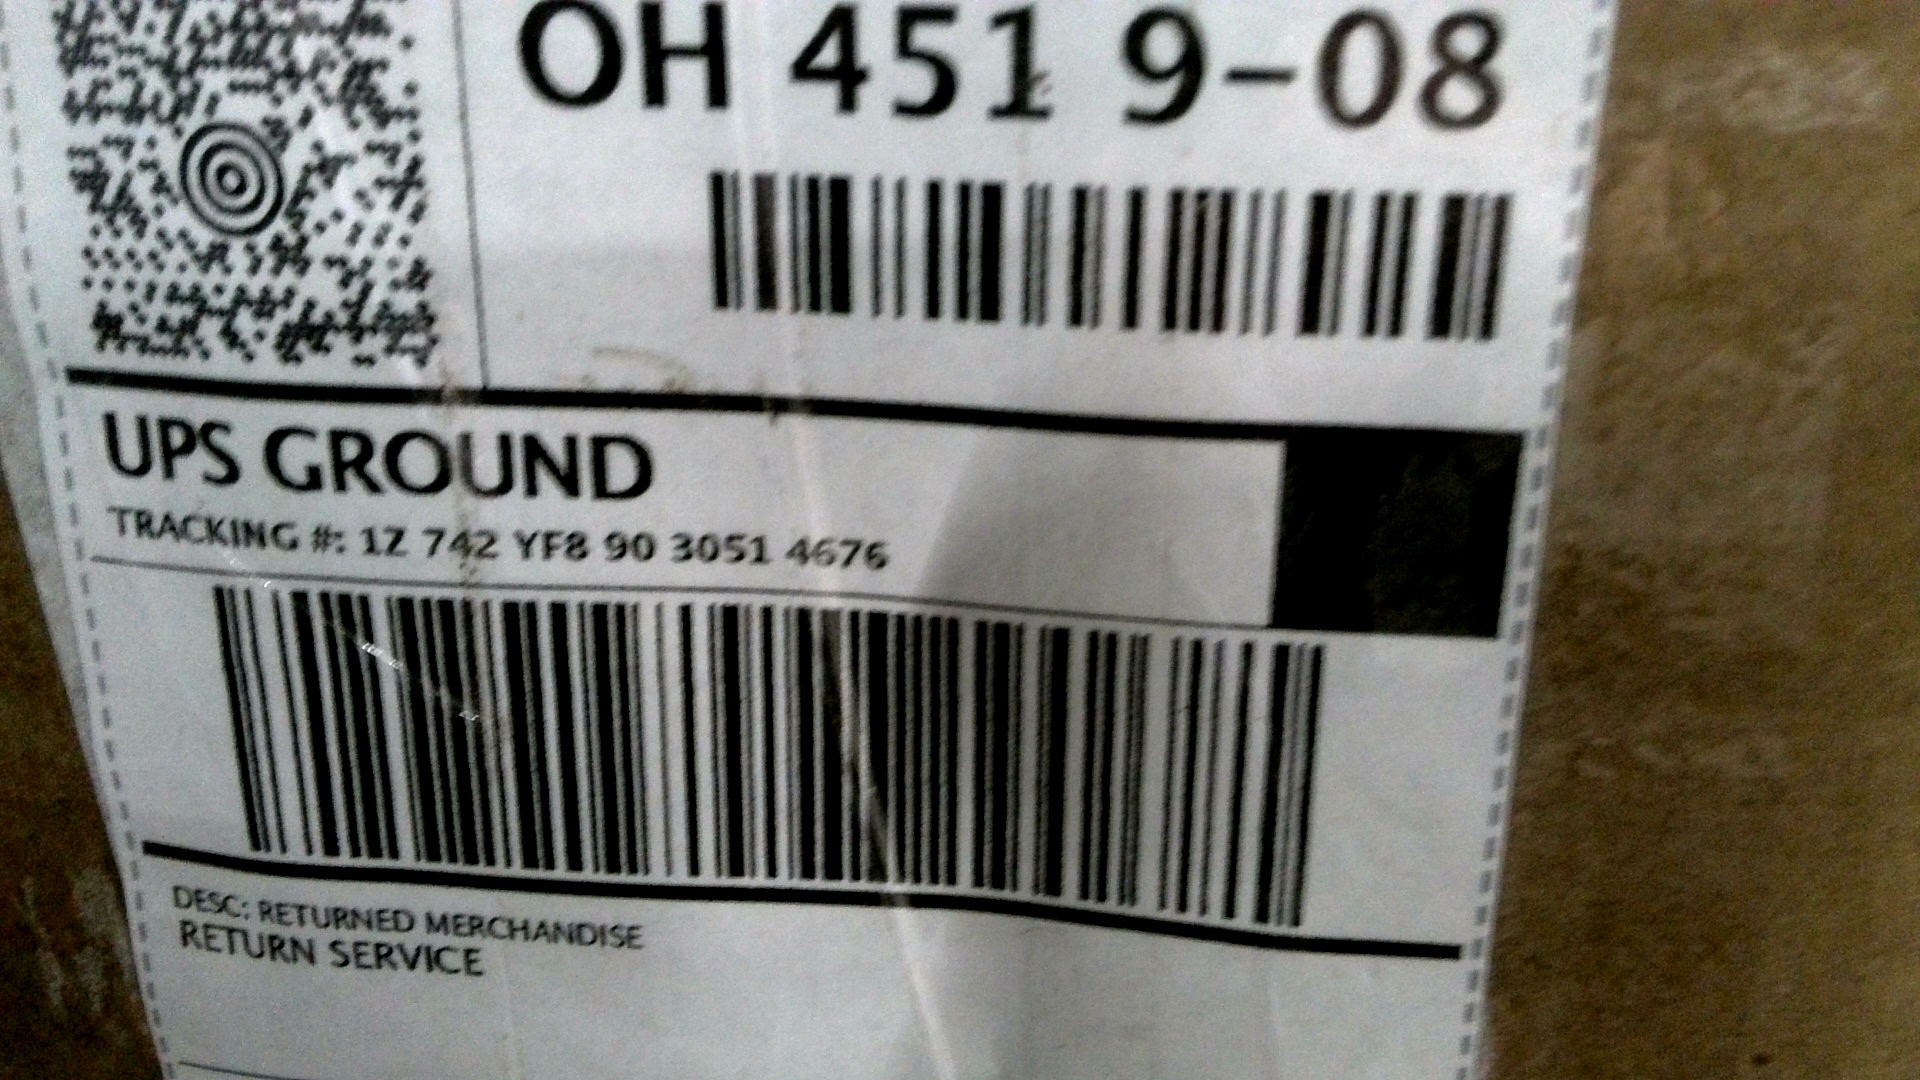 OH 451 9-08
UPS GROUND
TRACKING #: 1Z 742 YF8 90 3051 4676
DESC: RETURNED MERCHANDISE
RETURN SERVICE